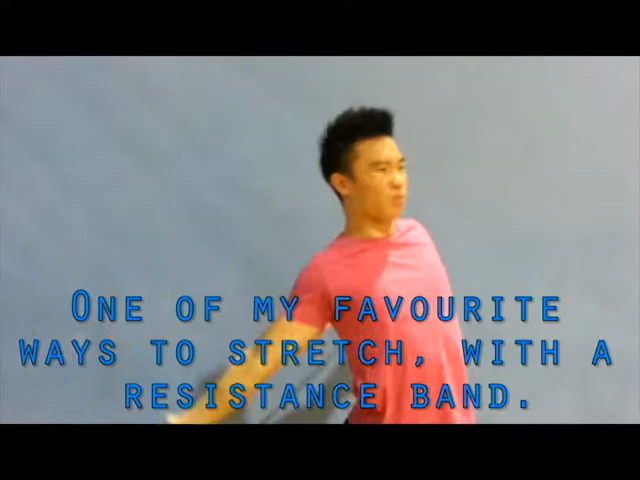 One of my favourite
ways to stretch, with a
resistance band.